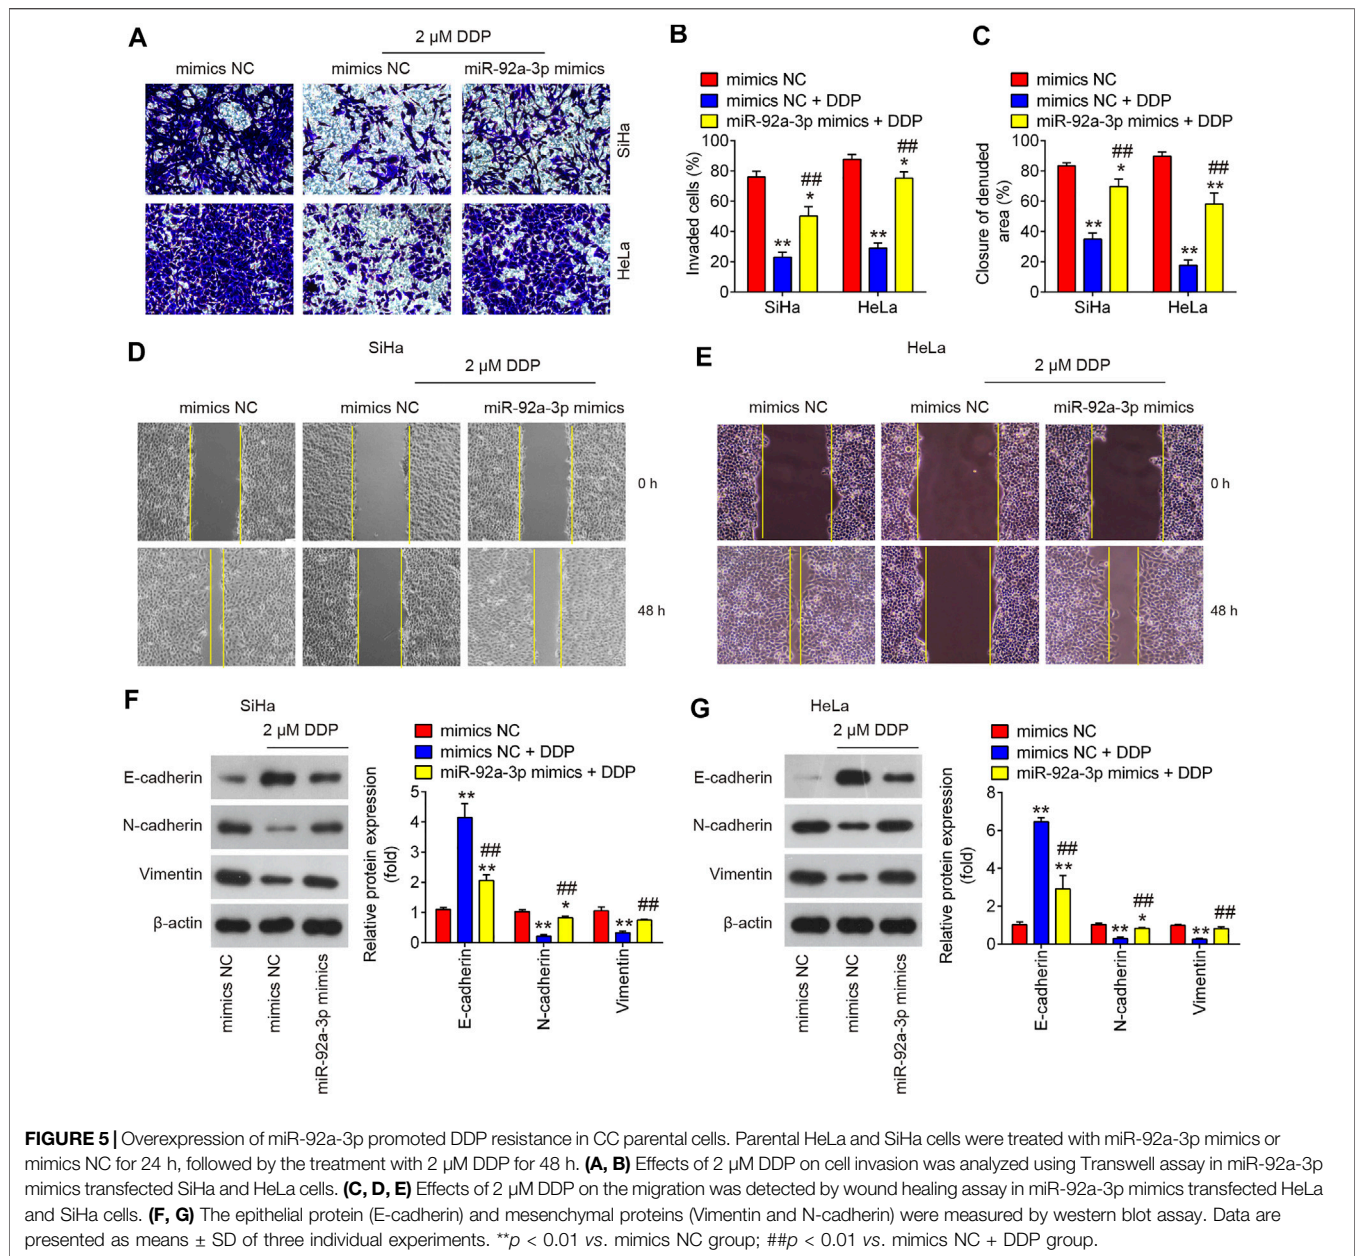 A
2 µM DDP
mimics NC
mimics NC
miR-92a-3p mimics
SiHa
HeLa
B
mimics NC
mimics NC + DDP
miR-92a-3p mimics + DDP
Invaded cells (%)
100
80
60
40
20
0
** ## * ** ## *
SiHa
HeLa
C
mimics NC
mimics NC + DDP
miR-92a-3p mimics + DDP
Closure of denuded
area (%)
100
80
60
40
20
0
** ## * ** ## **
SiHa
HeLa
D
SiHa
2 µM DDP
mimics NC
mimics NC
miR-92a-3p mimics
0 h
48 h
E
HeLa
2 µM DDP
mimics NC
mimics NC
miR-92a-3p mimics
0 h
48 h
F
SiHa
2 µM DDP
E-cadherin
N-cadherin
Vimentin
β-actin
mimics NC
mimics NC
miR-92a-3p mimics
mimics NC
mimics NC + DDP
miR-92a-3p mimics + DDP
Relative protein expression
(fold)
5
4
3
2
1
0
** ## ** ** ## * ** ##
E-cadherin
N-cadherin
Vimentin
G
HeLa
2 µM DDP
E-cadherin
N-cadherin
Vimentin
β-actin
mimics NC
mimics NC
miR-92a-3p mimics
mimics NC
mimics NC + DDP
miR-92a-3p mimics + DDP
Relative protein expression
(fold)
8
6
4
2
0
** ## ** ** ## * ** ##
E-cadherin
N-cadherin
Vimentin
FIGURE 5 | Overexpression of miR-92a-3p promoted DDP resistance in CC parental cells. Parental HeLa and SiHa cells were treated with miR-92a-3p mimics or
mimics NC for 24 h, followed by the treatment with 2 µM DDP for 48 h. (A, B) Effects of 2 µM DDP on cell invasion was analyzed using Transwell assay in miR-92a-3p
mimics transfected SiHa and HeLa cells. (C, D, E) Effects of 2 µM DDP on the migration was detected by wound healing assay in miR-92a-3p mimics transfected HeLa
and SiHa cells. (F, G) The epithelial protein (E-cadherin) and mesenchymal proteins (Vimentin and N-cadherin) were measured by western blot assay. Data are
presented as means ± SD of three individual experiments. **p < 0.01 vs. mimics NC group; ##p < 0.01 vs. mimics NC + DDP group.